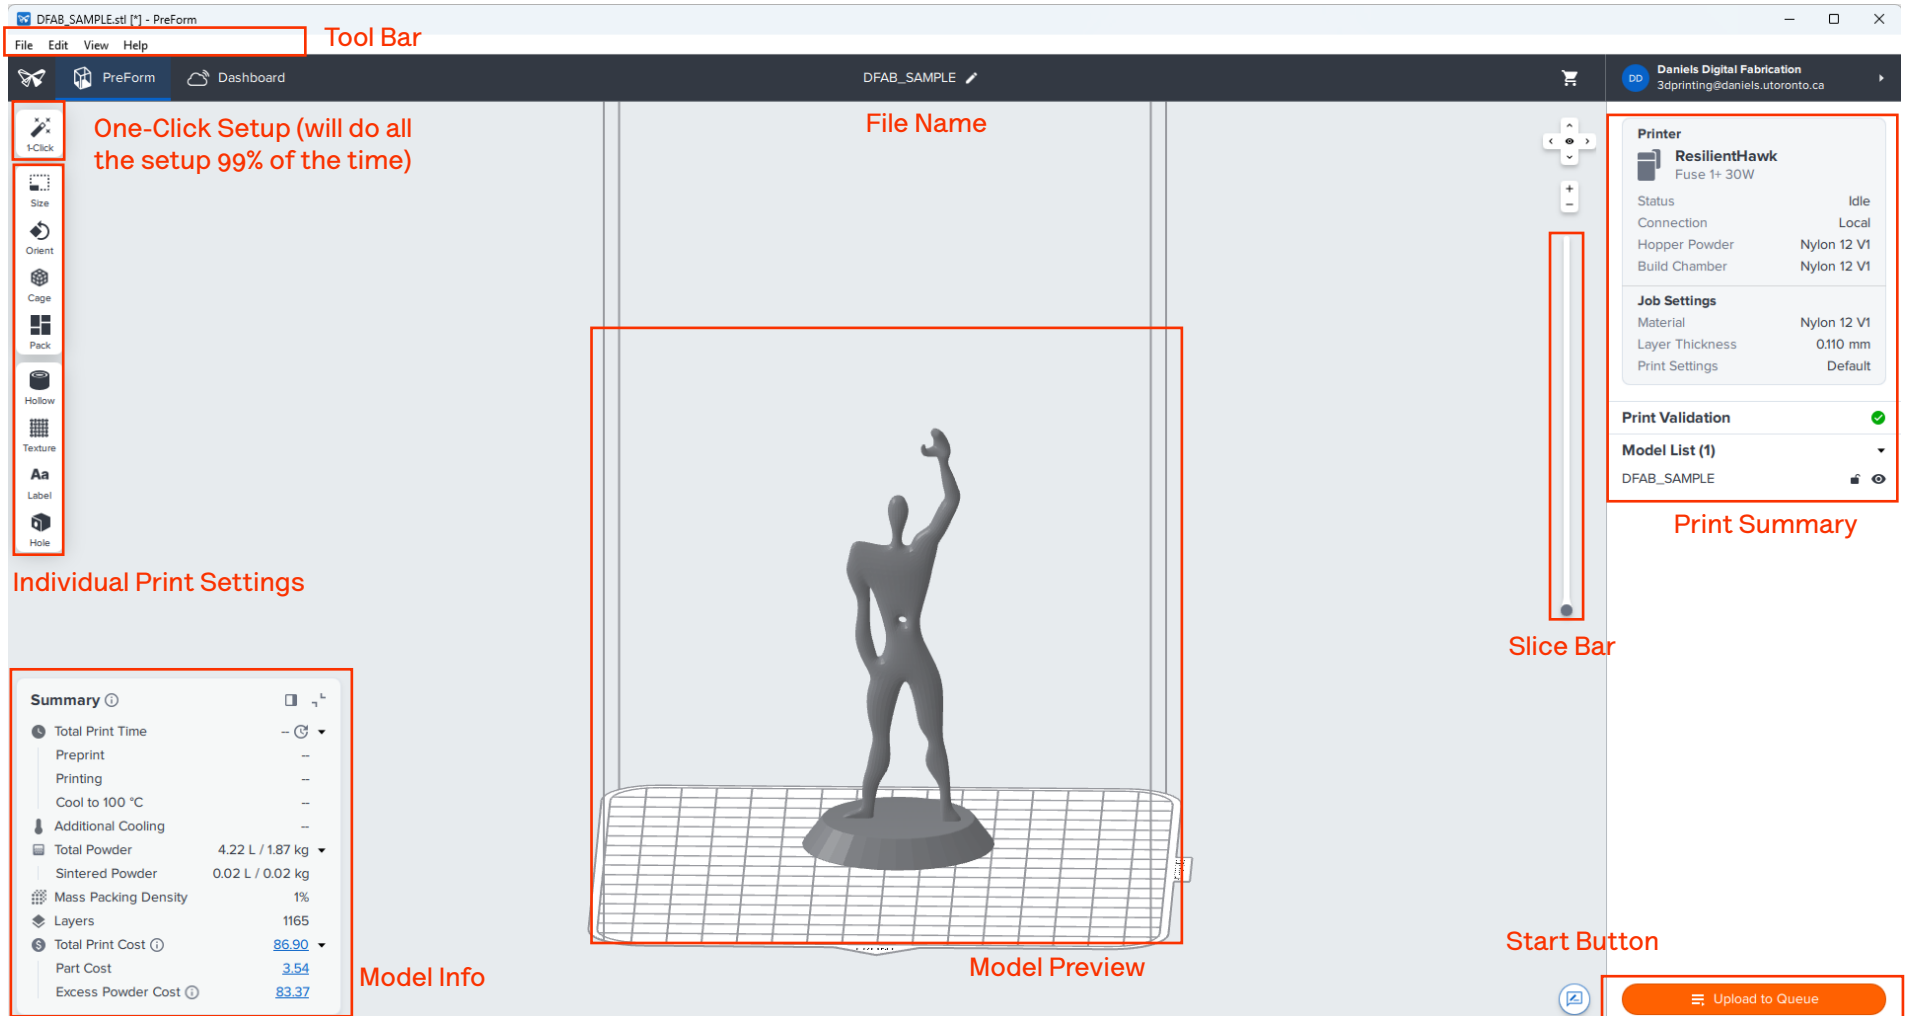 DFAB_SAMPLE.stl [*] - PreForm
File Edit View Help
Tool Bar
PreForm
Dashboard
DFAB_SAMPLE
DD
Daniels Digital Fabrication
3dprinting@daniels.utoronto.ca
1-Click
One-Click Setup (will do all
the setup 99% of the time)
File Name
Size
Orient
Cage
Pack
Hollow
Texture
Aa
Label
Hole
Individual Print Settings
Printer
ResilientHawk
Fuse 1+ 30W
Status Idle
Connection Local
Hopper Powder Nylon 12 V1
Build Chamber Nylon 12 V1
Job Settings
Material Nylon 12 V1
Layer Thickness 0.110 mm
Print Settings Default
Print Validation
Model List (1)
DFAB_SAMPLE
Print Summary
Slice Bar
Summary
Total Print Time --
Preprint --
Printing --
Cool to 100 °C --
Additional Cooling --
Total Powder 4.22 L / 1.87 kg
Sintered Powder 0.02 L / 0.02 kg
Mass Packing Density 1%
Layers 1165
Total Print Cost 86.90
Part Cost 3.54
Excess Powder Cost 83.37
Model Info
Model Preview
Start Button
Upload to Queue